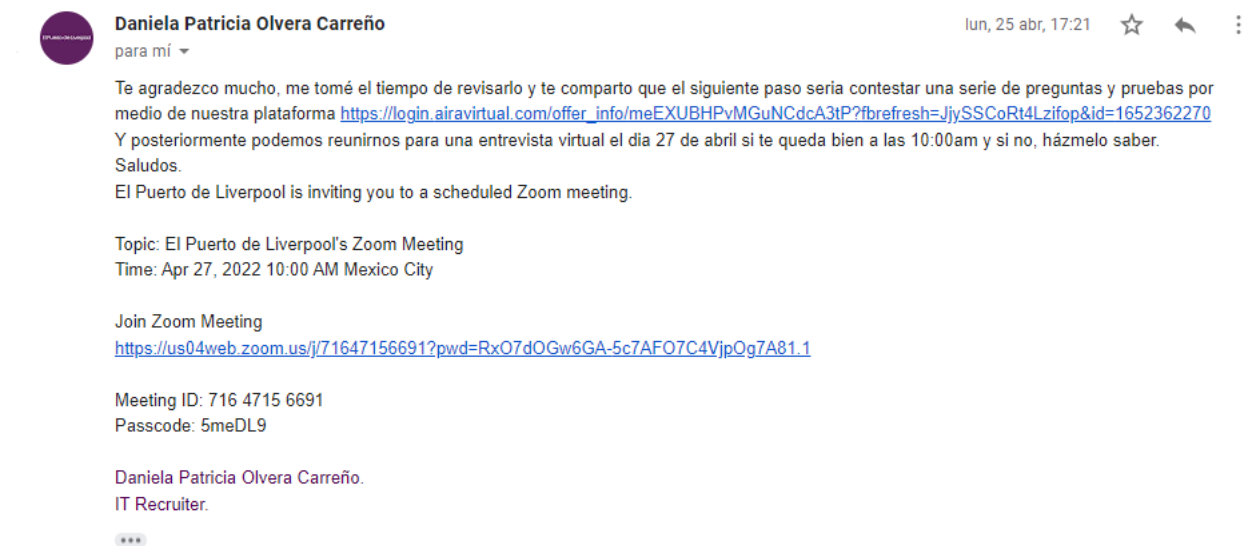 El Puerto de Liverpool
Daniela Patricia Olvera Carreño
lun, 25 abr, 17:21
para mí
Te agradezco mucho, me tomé el tiempo de revisarlo y te comparto que el siguiente paso seria contestar una serie de preguntas y pruebas por
medio de nuestra plataforma https://login.airavirtual.com/offer_info/meEXUBHPvMGuNCdcA3tP?fbrefresh=JjySSCoRt4Lzifop&id=1652362270
Y posteriormente podemos reunirnos para una entrevista virtual el dia 27 de abril si te queda bien a las 10:00am y si no, házmelo saber.
Saludos.
El Puerto de Liverpool is inviting you to a scheduled Zoom meeting.
Topic: El Puerto de Liverpool's Zoom Meeting
Time: Apr 27, 2022 10:00 AM Mexico City
Join Zoom Meeting
https://us04web.zoom.us/j/71647156691?pwd=RxO7dOGw6GA-5c7AFO7C4VjpOg7A81.1
Meeting ID: 716 4715 6691
Passcode: 5meDL9
Daniela Patricia Olvera Carreño.
IT Recruiter.